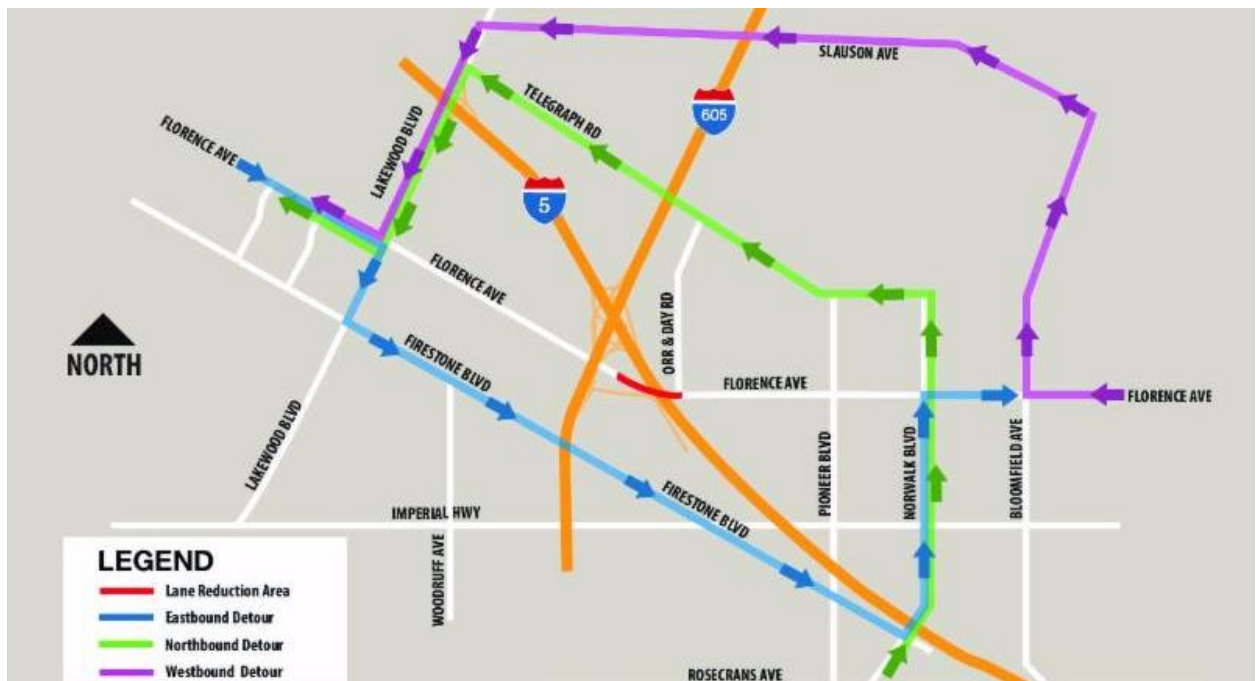 SLAUSON AVE
605
TELEGRAPH RD
LAKEWOOD BLVD
FLORENCE AVE
5
FLORENCE AVE
ORR & DAY RD
NORTH
FIRESTONE BLVD
FLORENCE AVE
FLORENCE AVE
LAKEWOOD BLVD
PIONEER BLVD
NORWALK BLVD
BLOOMFIELD AVE
FIRESTONE BLVD
IMPERIAL HWY
WOODRUFF AVE
ROSECRANS AVE
LEGEND
Lane Reduction Area
Eastbound Detour
Northbound Detour
Westbound Detour